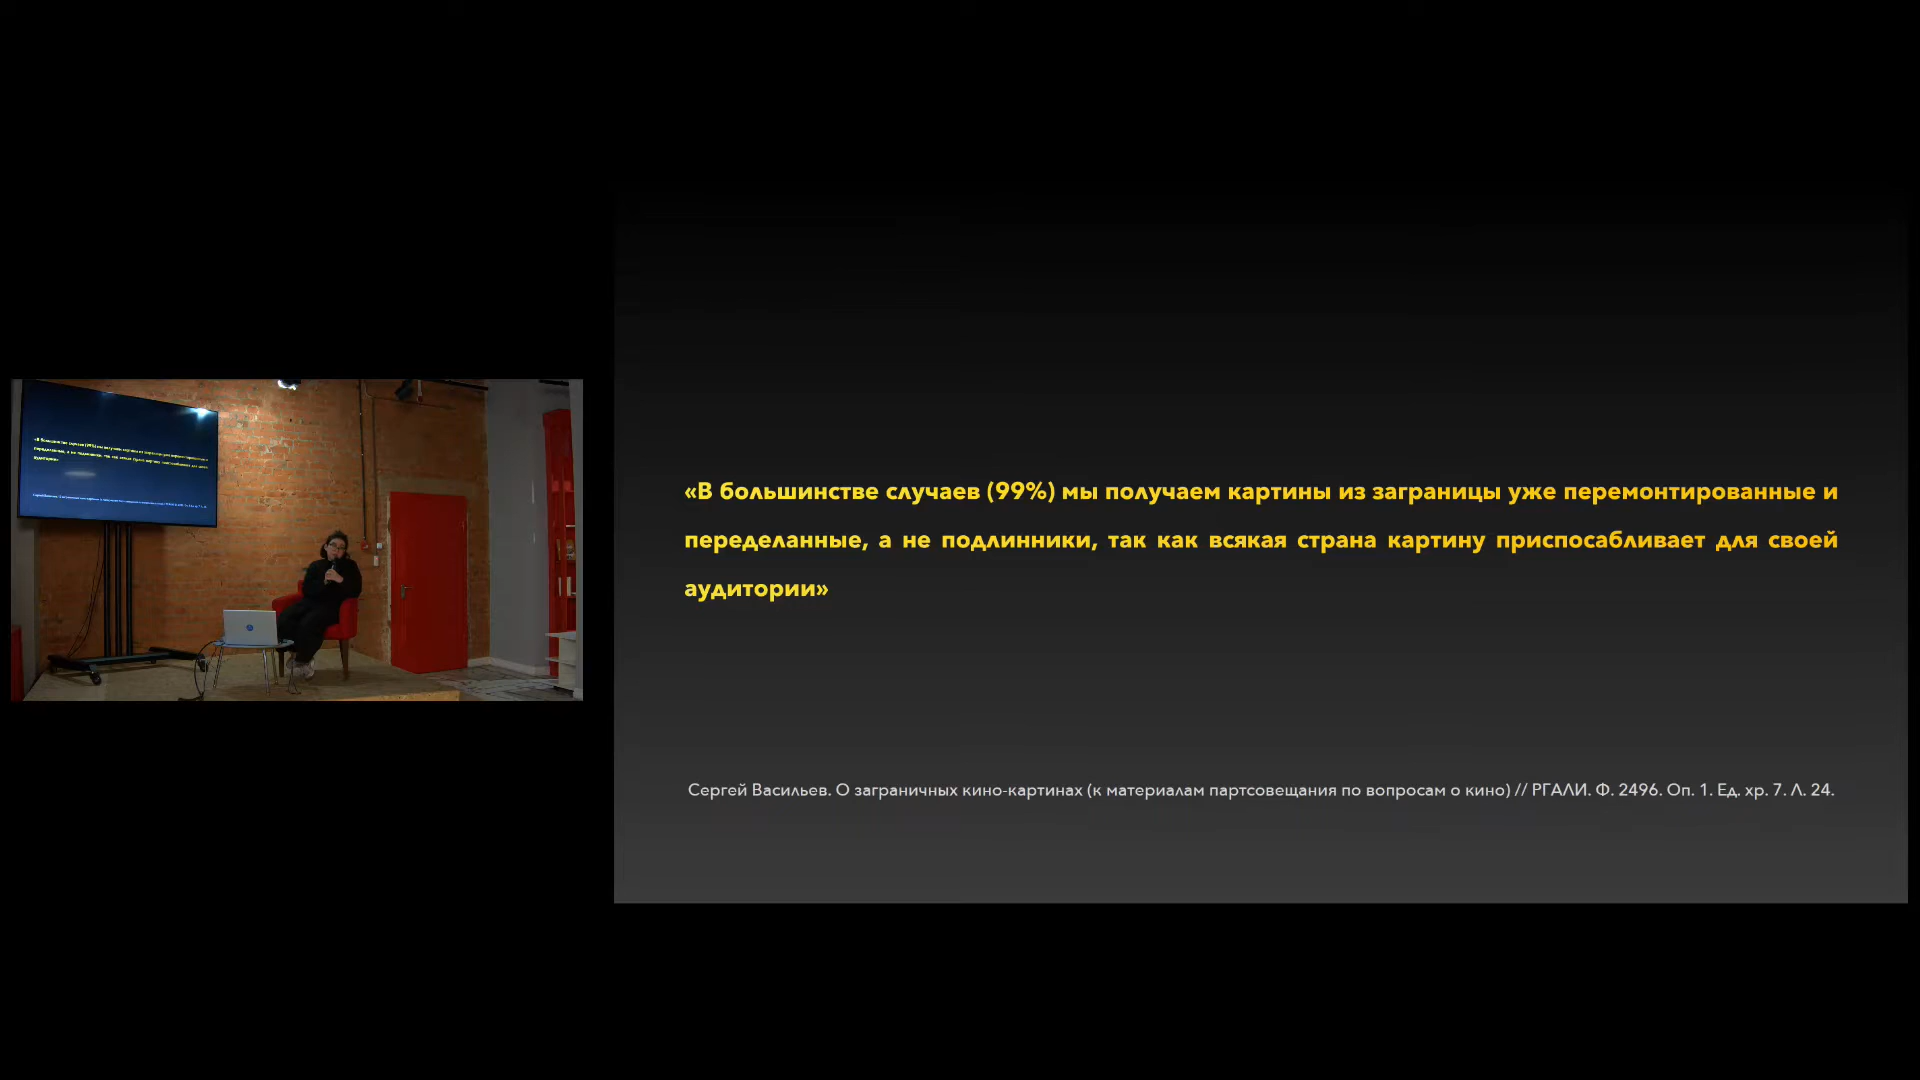 «В большинстве случаев (99%) мы получаем картины из заграницы уже перемонтированные и
переделанные, а не подлинники, так как всякая страна картину приспосабливает для своей
аудитории»
Сергей Васильев. О заграничных кино-картинах (к материалам партсовещания по вопросам о кино) // РГАЛИ. Ф. 2496. Оп. 1. Ед. хр. 7. Л. 24.